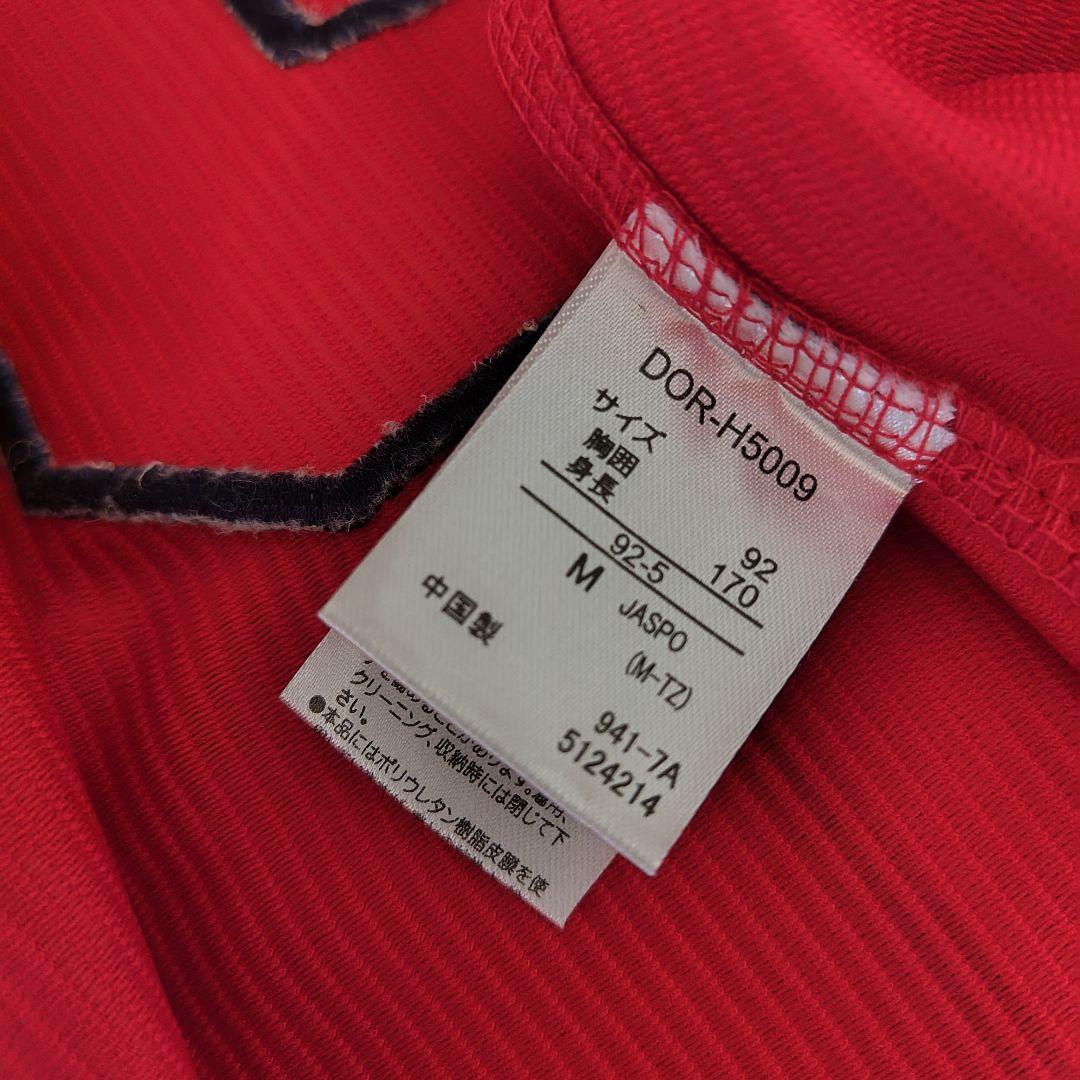 DOR-H5009
サイズ
胸囲 92
身長 170
92-5
M JASPO
(M-TZ)
中国製
941-7A
5124214
クリーニング、収納時には閉じて下
さい。
●本品にはポリウレタン樹脂皮膜を使